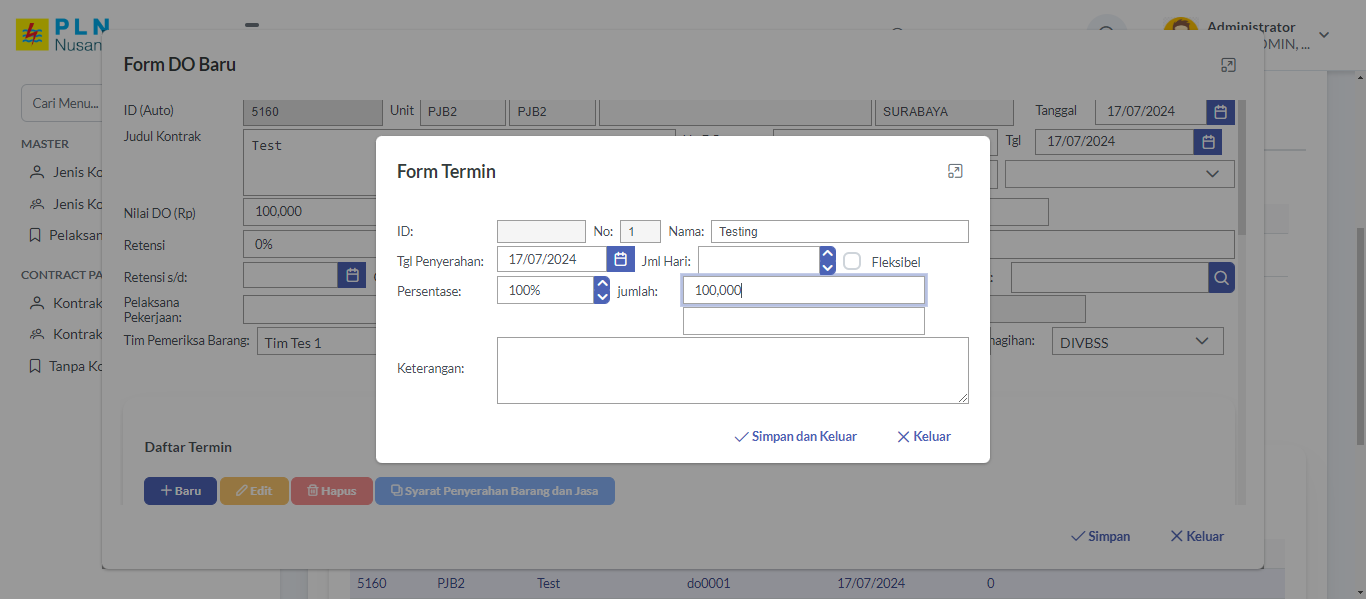 PLN
Nusan
Administrator
DMIN, ...
Form DO Baru
Cari Menu...
ID (Auto) 5160 Unit PJB2 PJB2 SURABAYA Tanggal 17/07/2024
Judul Kontrak Test Tgl 17/07/2024
MASTER
Jenis Ko
Jenis Ko
Pelaksan
CONTRACT PA
Kontrak
Kontrak
Tanpa Ko
Nilai DO (Rp) 100,000
Retensi 0%
Retensi s/d:
Pelaksana
Pekerjaan:
Tim Pemeriksa Barang: Tim Tes 1 nagihan: DIVBSS
Form Termin
ID: No: 1 Nama: Testing
Tgl Penyerahan: 17/07/2024 Jml Hari: Fleksibel
Persentase: 100% jumlah: 100,000
Keterangan:
Simpan dan Keluar Keluar
Daftar Termin
Baru Edit Hapus Syarat Penyerahan Barang dan Jasa
Simpan Keluar
5160 PJB2 Test do0001 17/07/2024 0